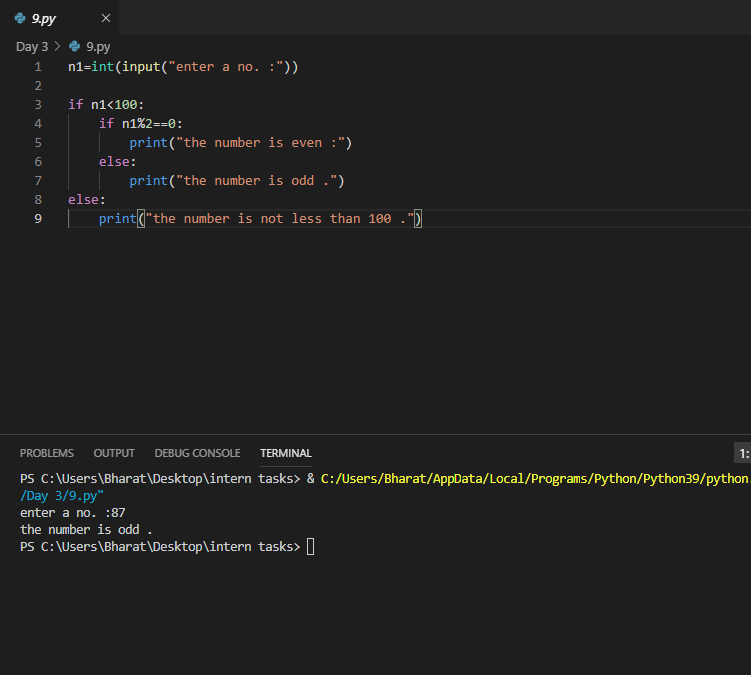 9.py ×
Day 3 > 9.py
1 n1=int(input("enter a no. :"))
2
3 if n1<100:
4     if n1%2==0:
5         print("the number is even :")
6     else:
7         print("the number is odd .")
8 else:
9     print("the number is not less than 100 .")
PROBLEMS OUTPUT DEBUG CONSOLE TERMINAL 1:
PS C:\Users\Bharat\Desktop\intern tasks> & C:/Users/Bharat/AppData/Local/Programs/Python/Python39/python.
/Day 3/9.py"
enter a no. :87
the number is odd .
PS C:\Users\Bharat\Desktop\intern tasks>